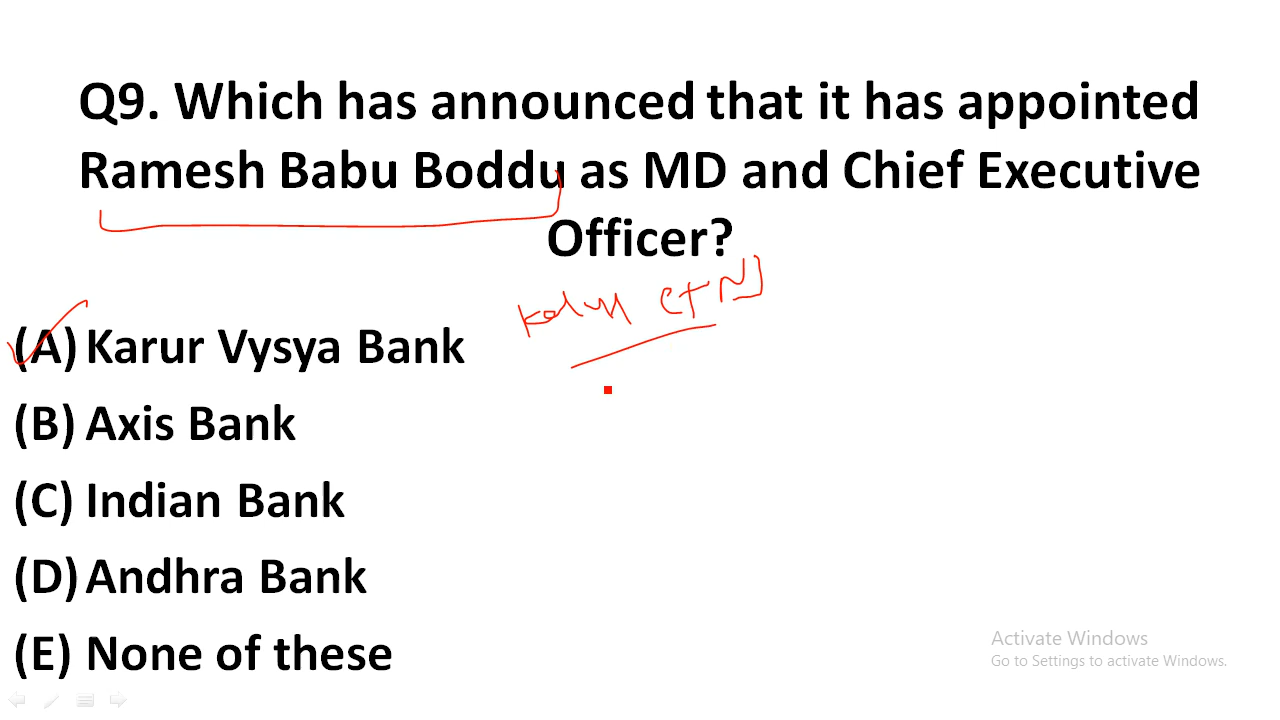 Q9. Which has announced that it has appointed
Ramesh Babu Boddu as MD and Chief Executive
Officer?
(TN)
(A) Karur Vysya Bank
(B) Axis Bank
(C) Indian Bank
(D) Andhra Bank
(E) None of these
Activate Windows
Go to Settings to activate Windows.